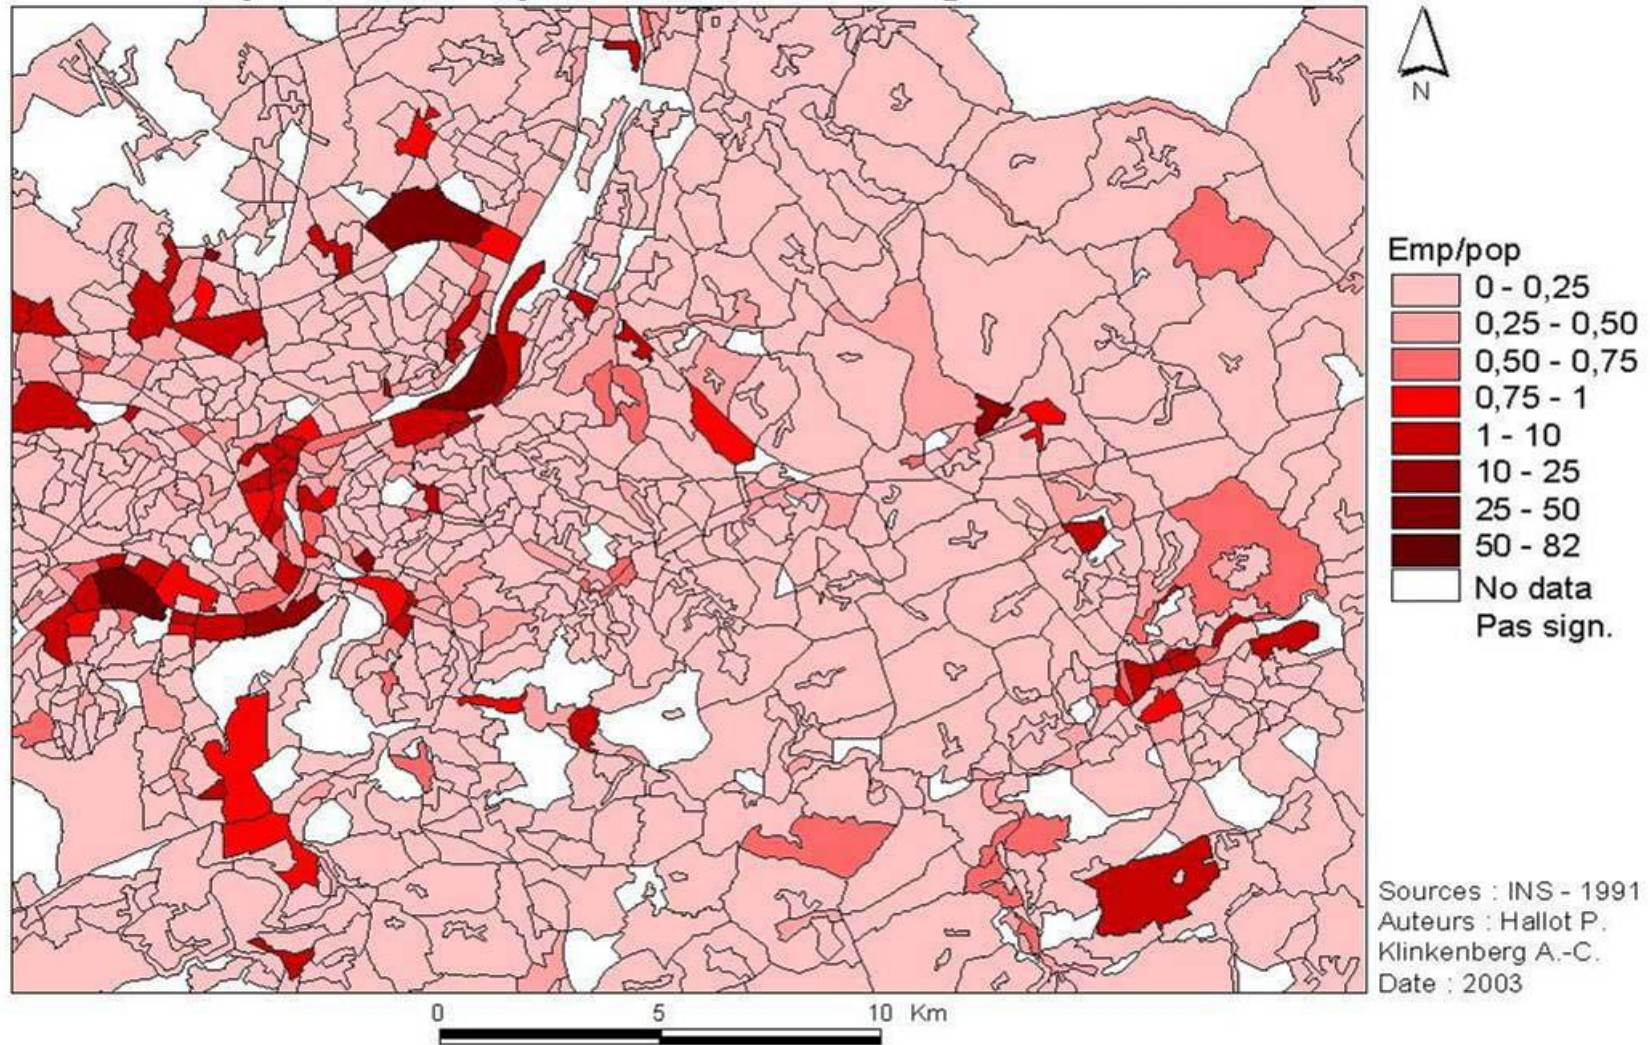 N
Emp/pop
0 - 0,25
0,25 - 0,50
0,50 - 0,75
0,75 - 1
1 - 10
10 - 25
25 - 50
50 - 82
No data
Pas sign.
Sources : INS - 1991
Auteurs : Hallot P.
Klinkenberg A.-C.
Date : 2003
0 5 10 Km